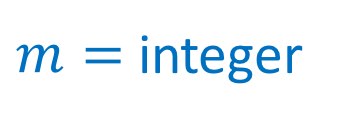 m = integer